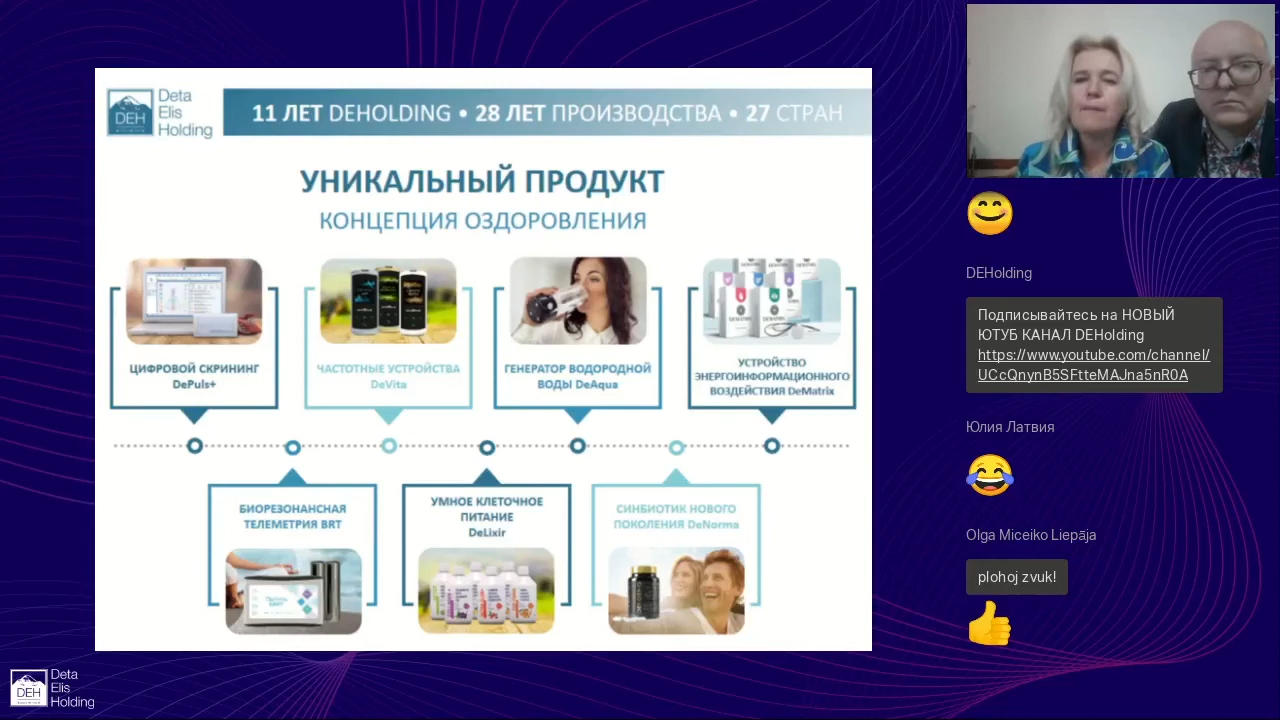 Deta
Elis
Holding
DEH
11 ЛЕТ DEHOLDING • 28 ЛЕТ ПРОИЗВОДСТВА • 27 СТРАН
УНИКАЛЬНЫЙ ПРОДУКТ
КОНЦЕПЦИЯ ОЗДОРОВЛЕНИЯ
ЦИФРОВОЙ СКРИНИНГ
DePuls+
ЧАСТОТНЫЕ УСТРОЙСТВА
DeVita
ГЕНЕРАТОР ВОДОРОДНОЙ
ВОДЫ DeAqua
УСТРОЙСТВО
ЭНЕРГОИНФОРМАЦИОННОГО
ВОЗДЕЙСТВИЯ DeMatrix
БИОРЕЗОНАНСНАЯ
ТЕЛЕМЕТРИЯ BRT
УМНОЕ КЛЕТОЧНОЕ
ПИТАНИЕ
DeLixir
СИНБИОТИК НОВОГО
ПОКОЛЕНИЯ DeNorma
DEHolding
Подписывайтесь на НОВЫЙ
ЮТУБ КАНАЛ DEHolding
https://www.youtube.com/channel/
UCcQnynB5SFtteMAJna5nR0A
Юлия Латвия
Olga Miceiko Liepāja
plohoj zvuk!
DEH
Deta
Elis
Holding